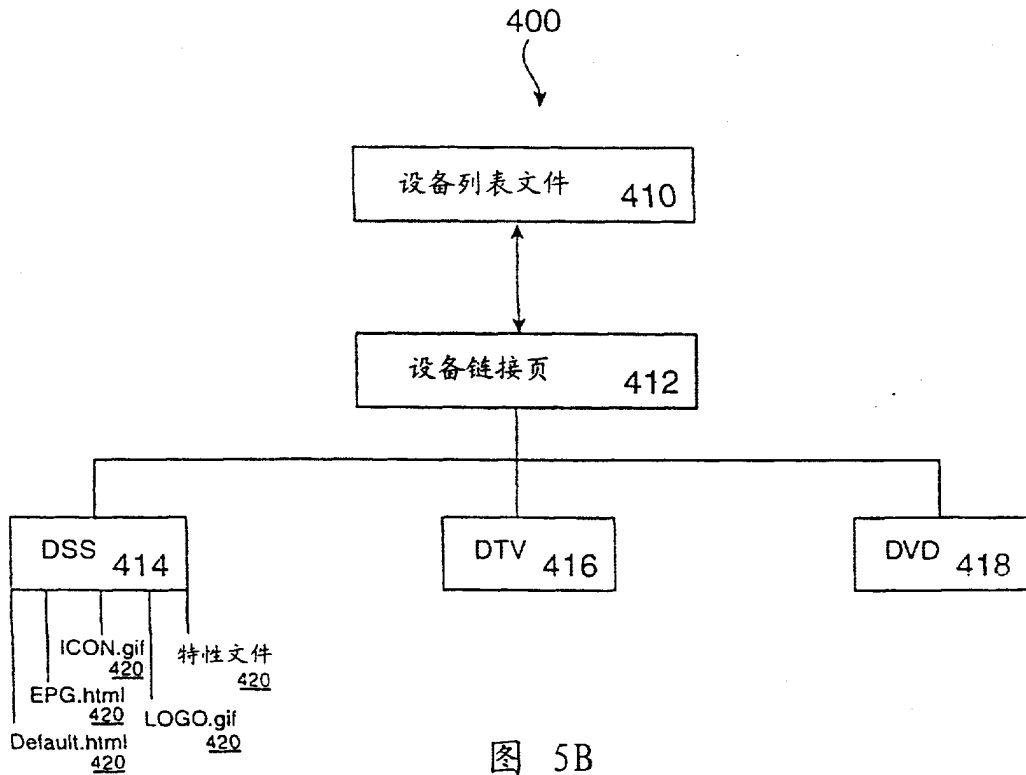 400
设备列表文件 410
设备链接页 412
DSS 414
DTV 416
DVD 418
ICON.gif
420
特性文件
420
EPG.html
420
LOGO.gif
420
Default.html
420
图 5B